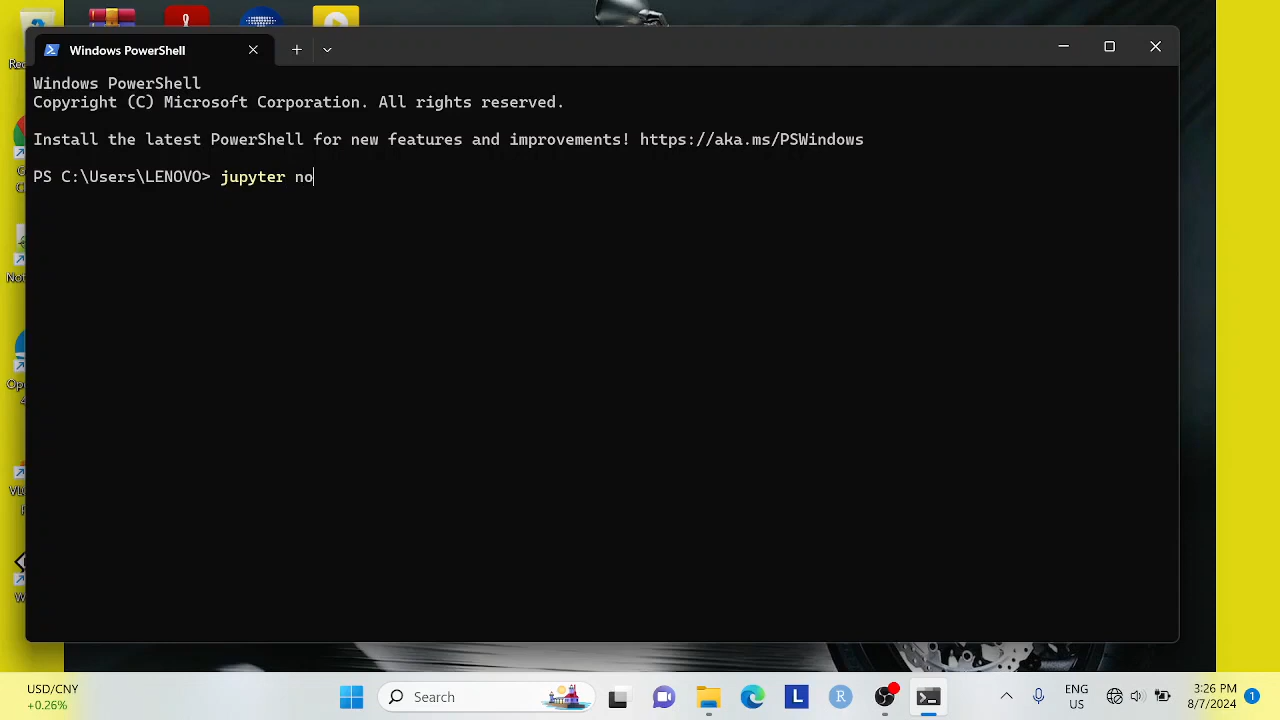 Windows PowerShell
Windows PowerShell
Copyright (C) Microsoft Corporation. All rights reserved.
Install the latest PowerShell for new features and improvements! https://aka.ms/PSWindows
PS C:\Users\LENOVO> jupyter no
USD/CNY
+0.26%
Search
L
R
ENG
US
3:26 PM
8/7/2024
1